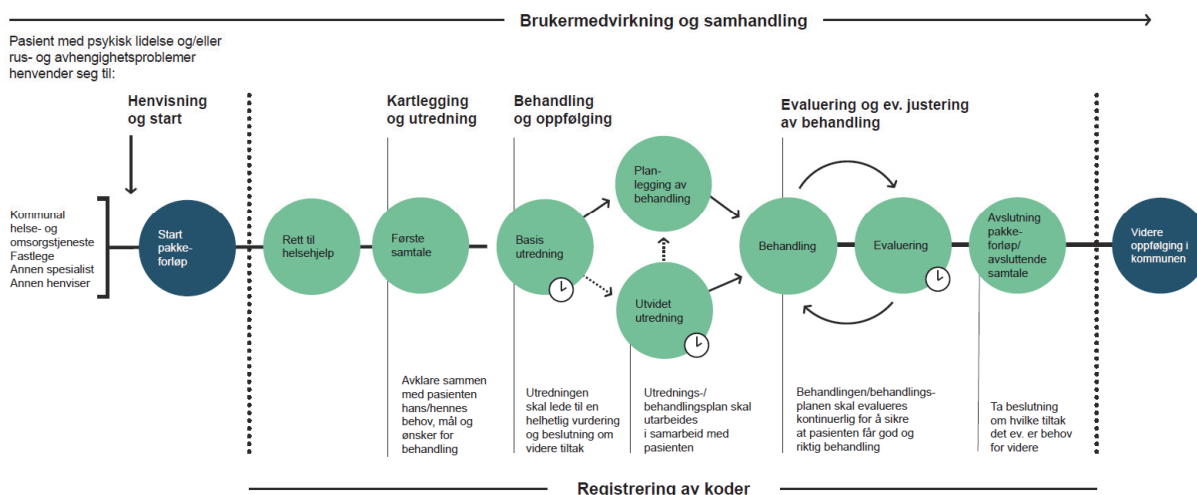 Brukermedvirkning og samhandling
Pasient med psykisk lidelse og/eller
rus- og avhengighetsproblemer
henvender seg til:
Henvisning
og start
Kartlegging
og utredning
Behandling
og oppfølging
Evaluering og ev. justering
av behandling
Kommunal
helse- og
omsorgstjeneste
Fastlege
Annen spesialist
Annen henviser
Start
pakke-
forløp
Rett til
helsehjelp
Første
samtale
Basis
utredning
Plan-
legging av
behandling
Utvidet
utredning
Behandling
Evaluering
Avslutning
pakke-
forløp/
avsluttende
samtale
Videre
oppfølging i
kommunen
Avklare sammen
med pasienten
hans/hennes
behov, mål og
ønsker for
behandling
Utredningen
skal lede til en
helhetlig vurdering
og beslutning om
videre tiltak
Utrednings-/
behandlingsplan skal
utarbeides
i samarbeid med
pasienten
Behandlingen/behandlings-
planen skal evalueres
kontinuerlig for å sikre
at pasienten får god og
riktig behandling
Ta beslutning
om hvilke tiltak
det ev. er behov
for videre
Registrering av koder